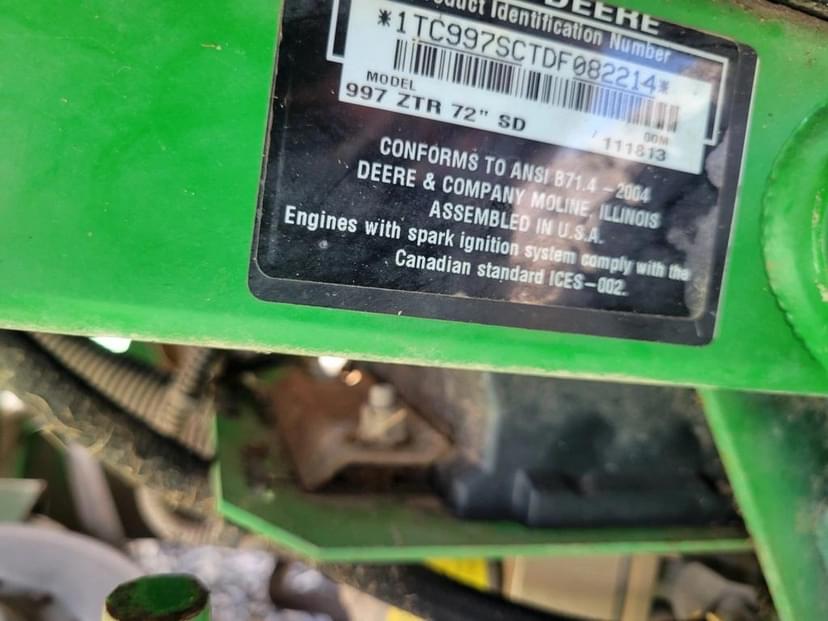 DEERE
Product Identification Number
*1TC997SCTDF082214*
MODEL
997 ZTR 72" SD
DOM
111813
CONFORMS TO ANSI B71.4 - 2004
DEERE & COMPANY MOLINE, ILLINOIS
ASSEMBLED IN U.S.A.
Engines with spark ignition system comply with the
Canadian standard ICES-002.